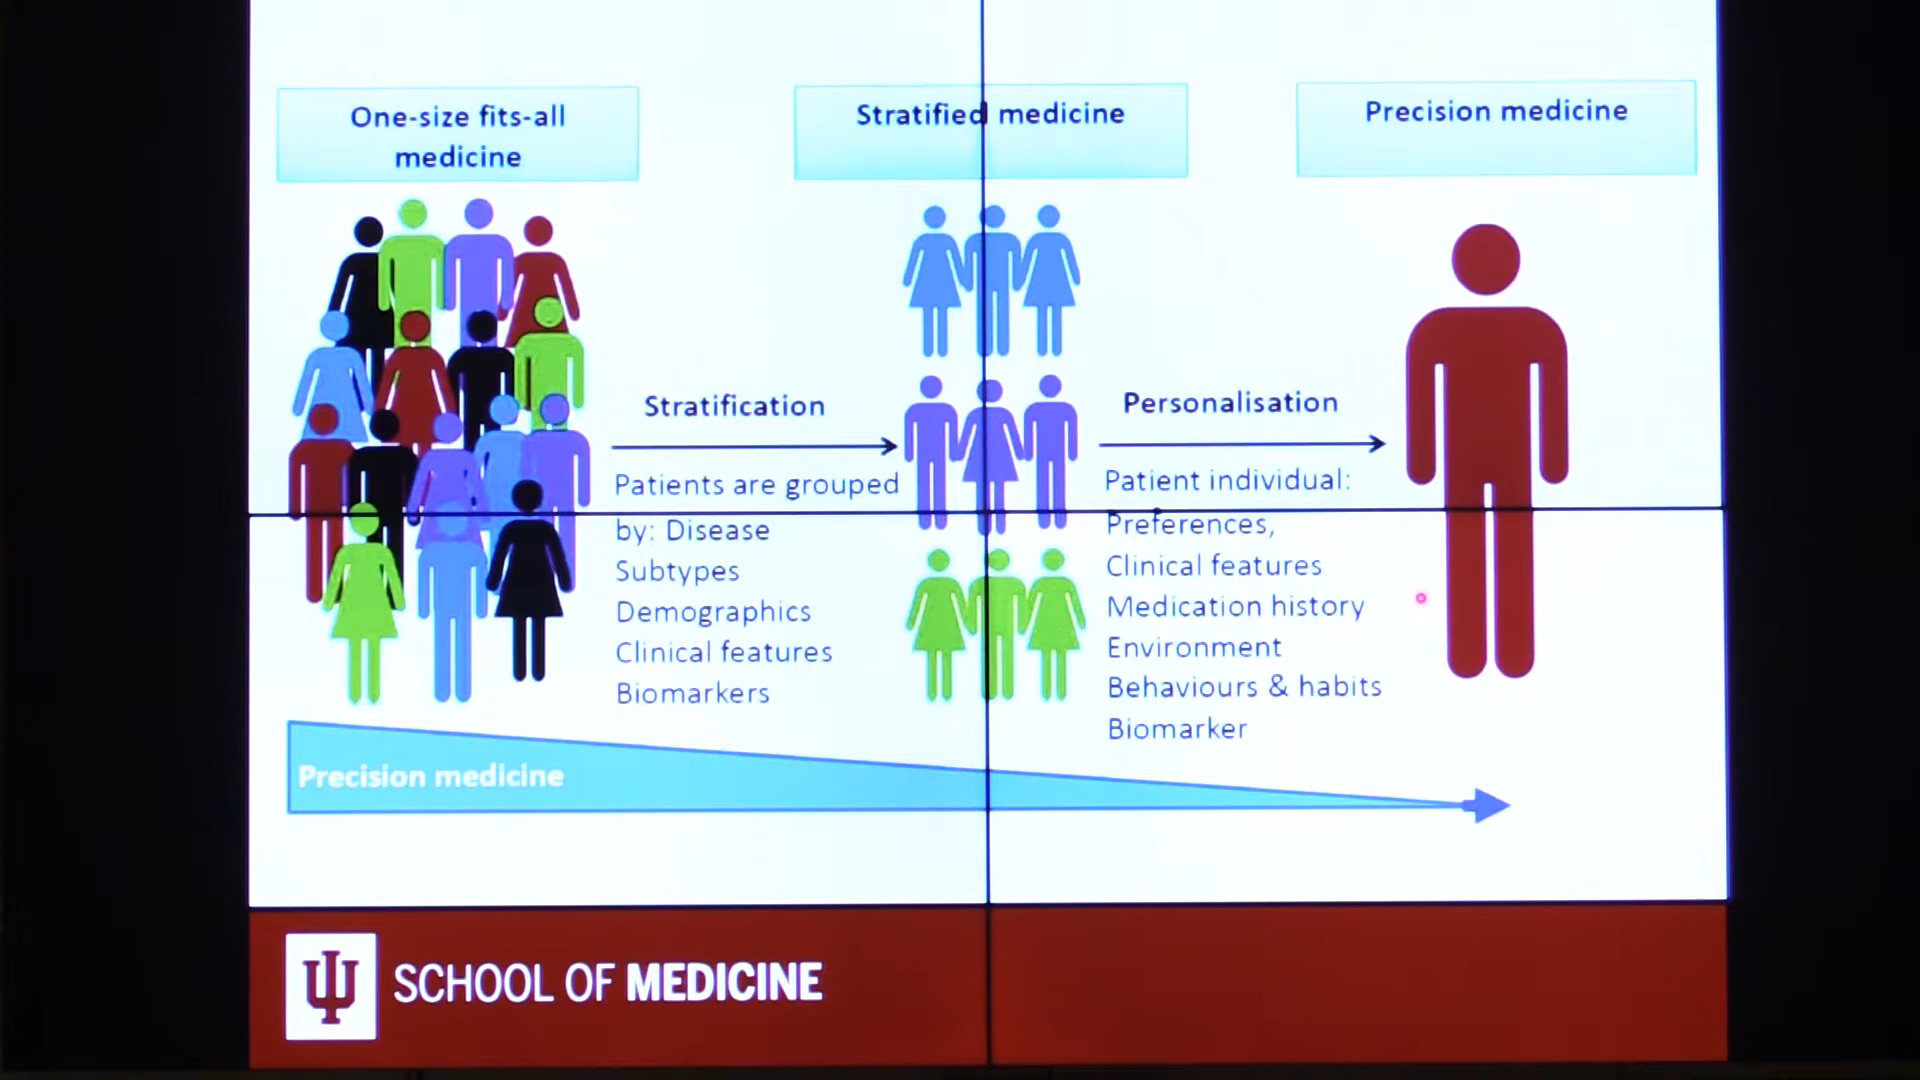 One-size fits-all
medicine
Stratified medicine
Precision medicine
Stratification
Patients are grouped
by: Disease
Subtypes
Demographics
Clinical features
Biomarkers
Personalisation
Patient individual:
Preferences,
Clinical features
Medication history
Environment
Behaviours & habits
Biomarker
Precision medicine
SCHOOL OF MEDICINE